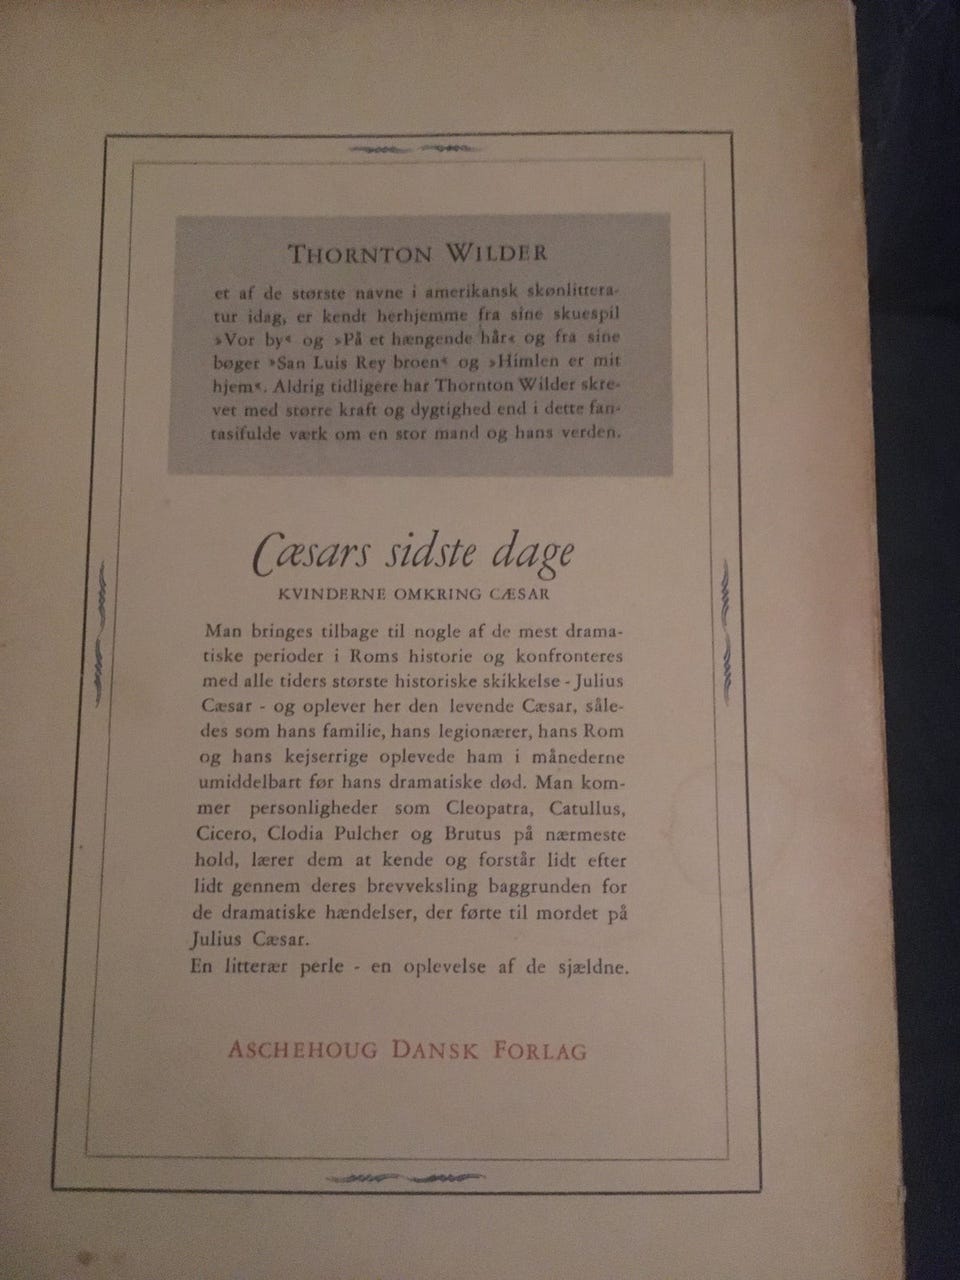 THORNTON WILDER
et af de største navne i amerikansk skønlittera-
tur idag, er kendt herhjemme fra sine skuespil
»Vor by« og »På et hængende hår« og fra sine
bøger »San Luis Rey broen« og »Himlen er mit
hjem«. Aldrig tidligere har Thornton Wilder skre-
vet med større kraft og dygtighed end i dette fan-
tasifulde værk om en stor mand og hans verden.
Cæsars sidste dage
KVINDERNE OMKRING CÆSAR
Man bringes tilbage til nogle af de mest drama-
tiske perioder i Roms historie og konfronteres
med alle tiders største historiske skikkelse - Julius
Cæsar - og oplever her den levende Cæsar, såle-
des som hans familie, hans legionærer, hans Rom
og hans kejserrige oplevede ham i månederne
umiddelbart før hans dramatiske død. Man kom-
mer personligheder som Cleopatra, Catullus,
Cicero, Clodia Pulcher og Brutus på nærmeste
hold, lærer dem at kende og forstår lidt efter
lidt gennem deres brevveksling baggrunden for
de dramatiske hændelser, der førte til mordet på
Julius Cæsar.
En litterær perle - en oplevelse af de sjældne.
ASCHEHOUG DANSK FORLAG